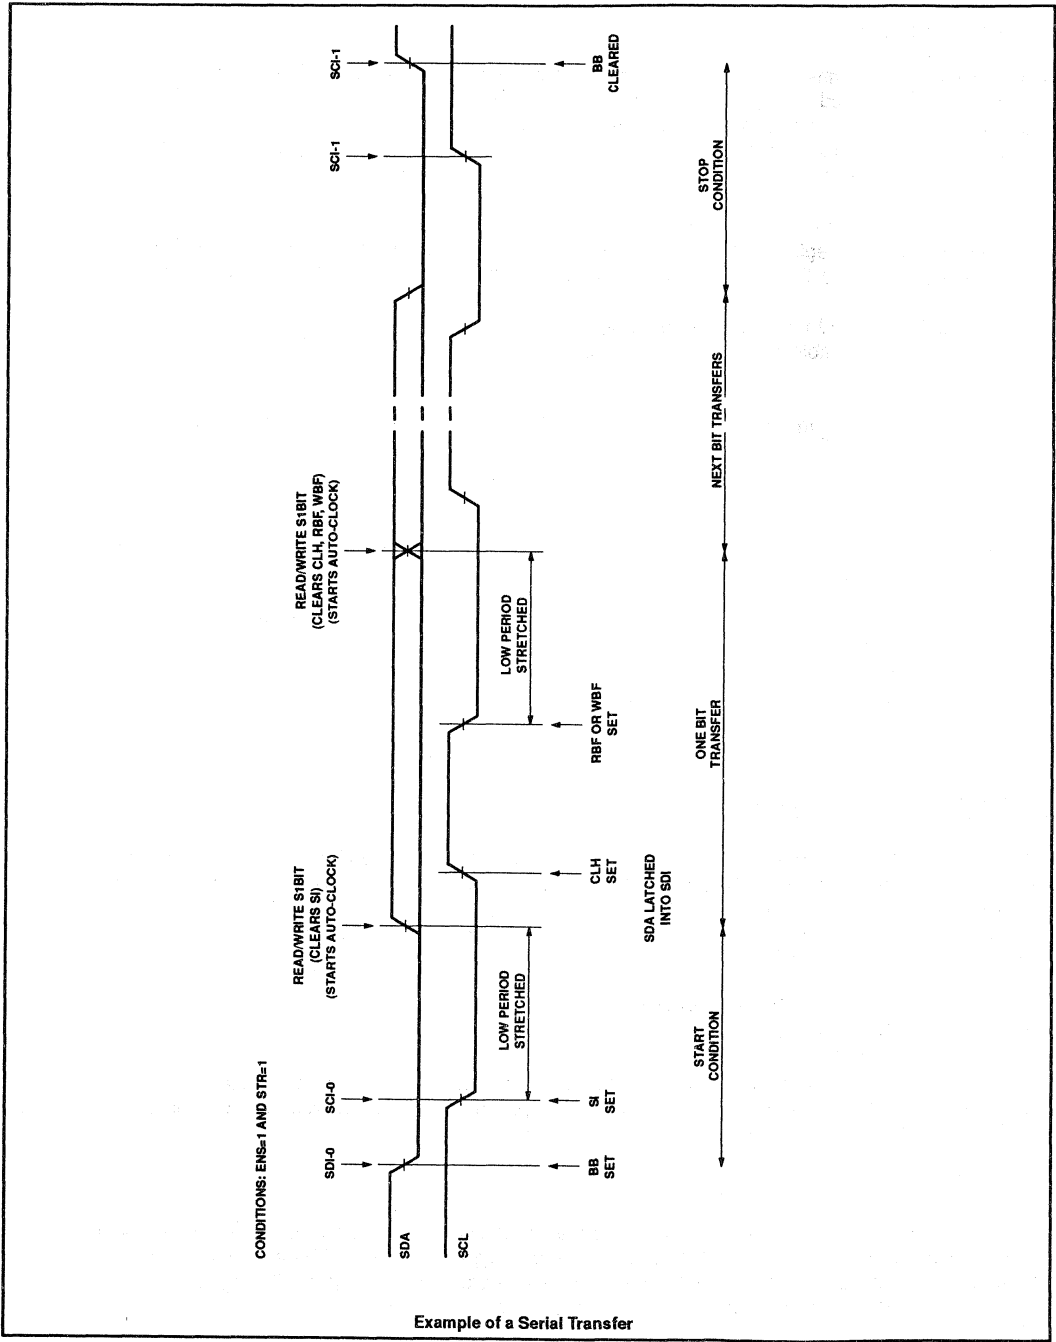 CONDITIONS: ENS=1 AND STR=1
SDI-0
SCI-0
READ/WRITE S1BIT
(CLEARS SI)
(STARTS AUTO-CLOCK)
READ/WRITE S1BIT
(CLEARS CLH, RBF, WBF)
(STARTS AUTO-CLOCK)
SCI-1
SCI-1
SDA
SCL
LOW PERIOD
STRETCHED
LOW PERIOD
STRETCHED
BB
SET
SI
SET
CLH
SET
RBF OR WBF
SET
BB
CLEARED
SDA LATCHED
INTO SDI
START
CONDITION
ONE BIT
TRANSFER
NEXT BIT TRANSFERS
STOP
CONDITION
Example of a Serial Transfer